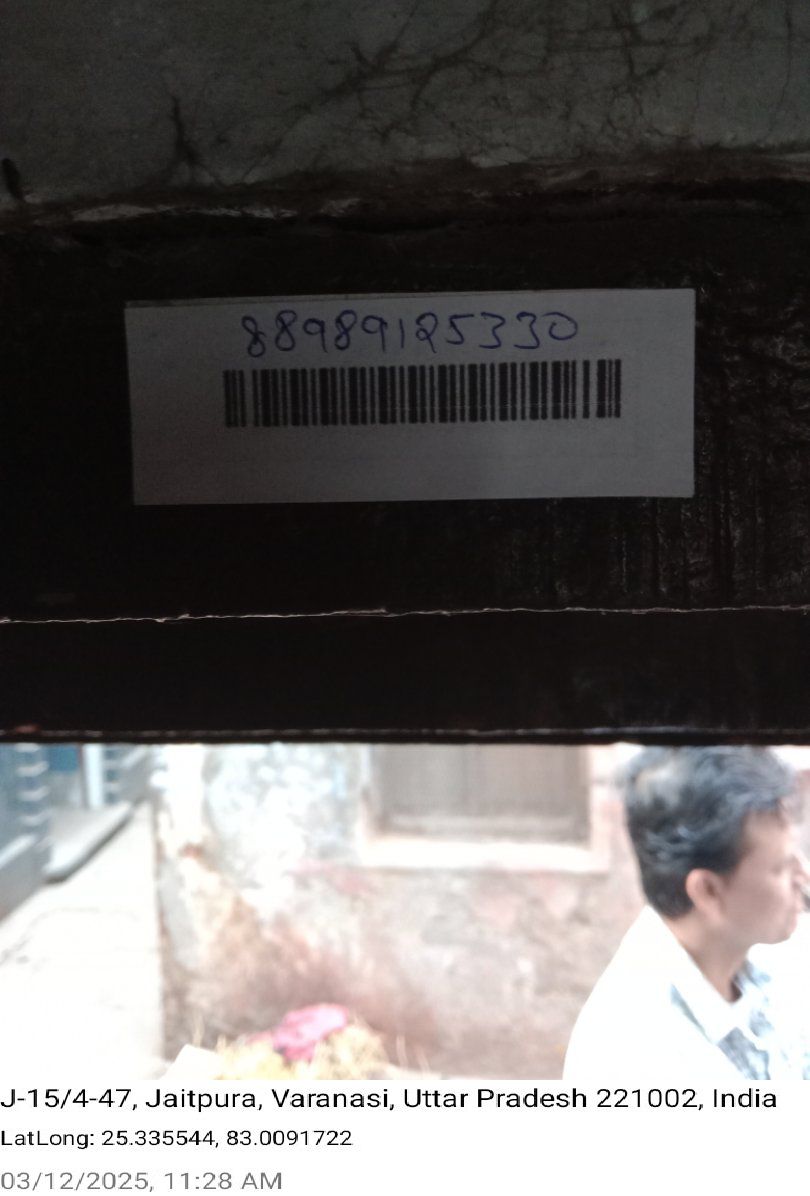 88989125330
J-15/4-47, Jaitpura, Varanasi, Uttar Pradesh 221002, India
LatLong: 25.335544, 83.0091722
03/12/2025, 11:28 AM